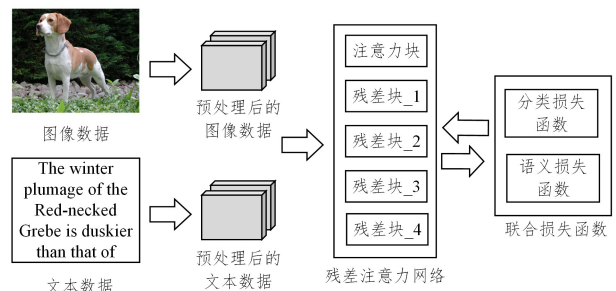 图像数据
The winter
plumage of the
Red-necked
Grebe is duskier
than that of
文本数据
预处理后的
图像数据
预处理后的
文本数据
注意力块
残差块_1
残差块_2
残差块_3
残差块_4
残差注意力网络
分类损失
函数
语义损失
函数
联合损失函数